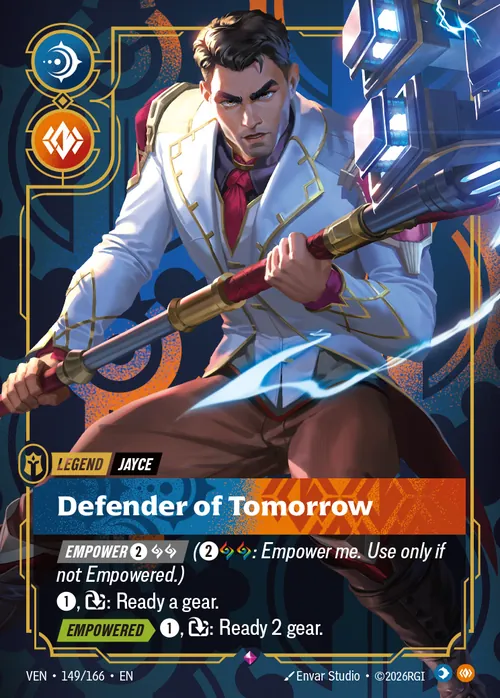 LEGEND JAYCE
Defender of Tomorrow
EMPOWER 2 (2: Empower me. Use only if
not Empowered.)
1, : Ready a gear.
EMPOWERED 1, : Ready 2 gear.
VEN • 149/166 • EN Envar Studio • ©2026RGI